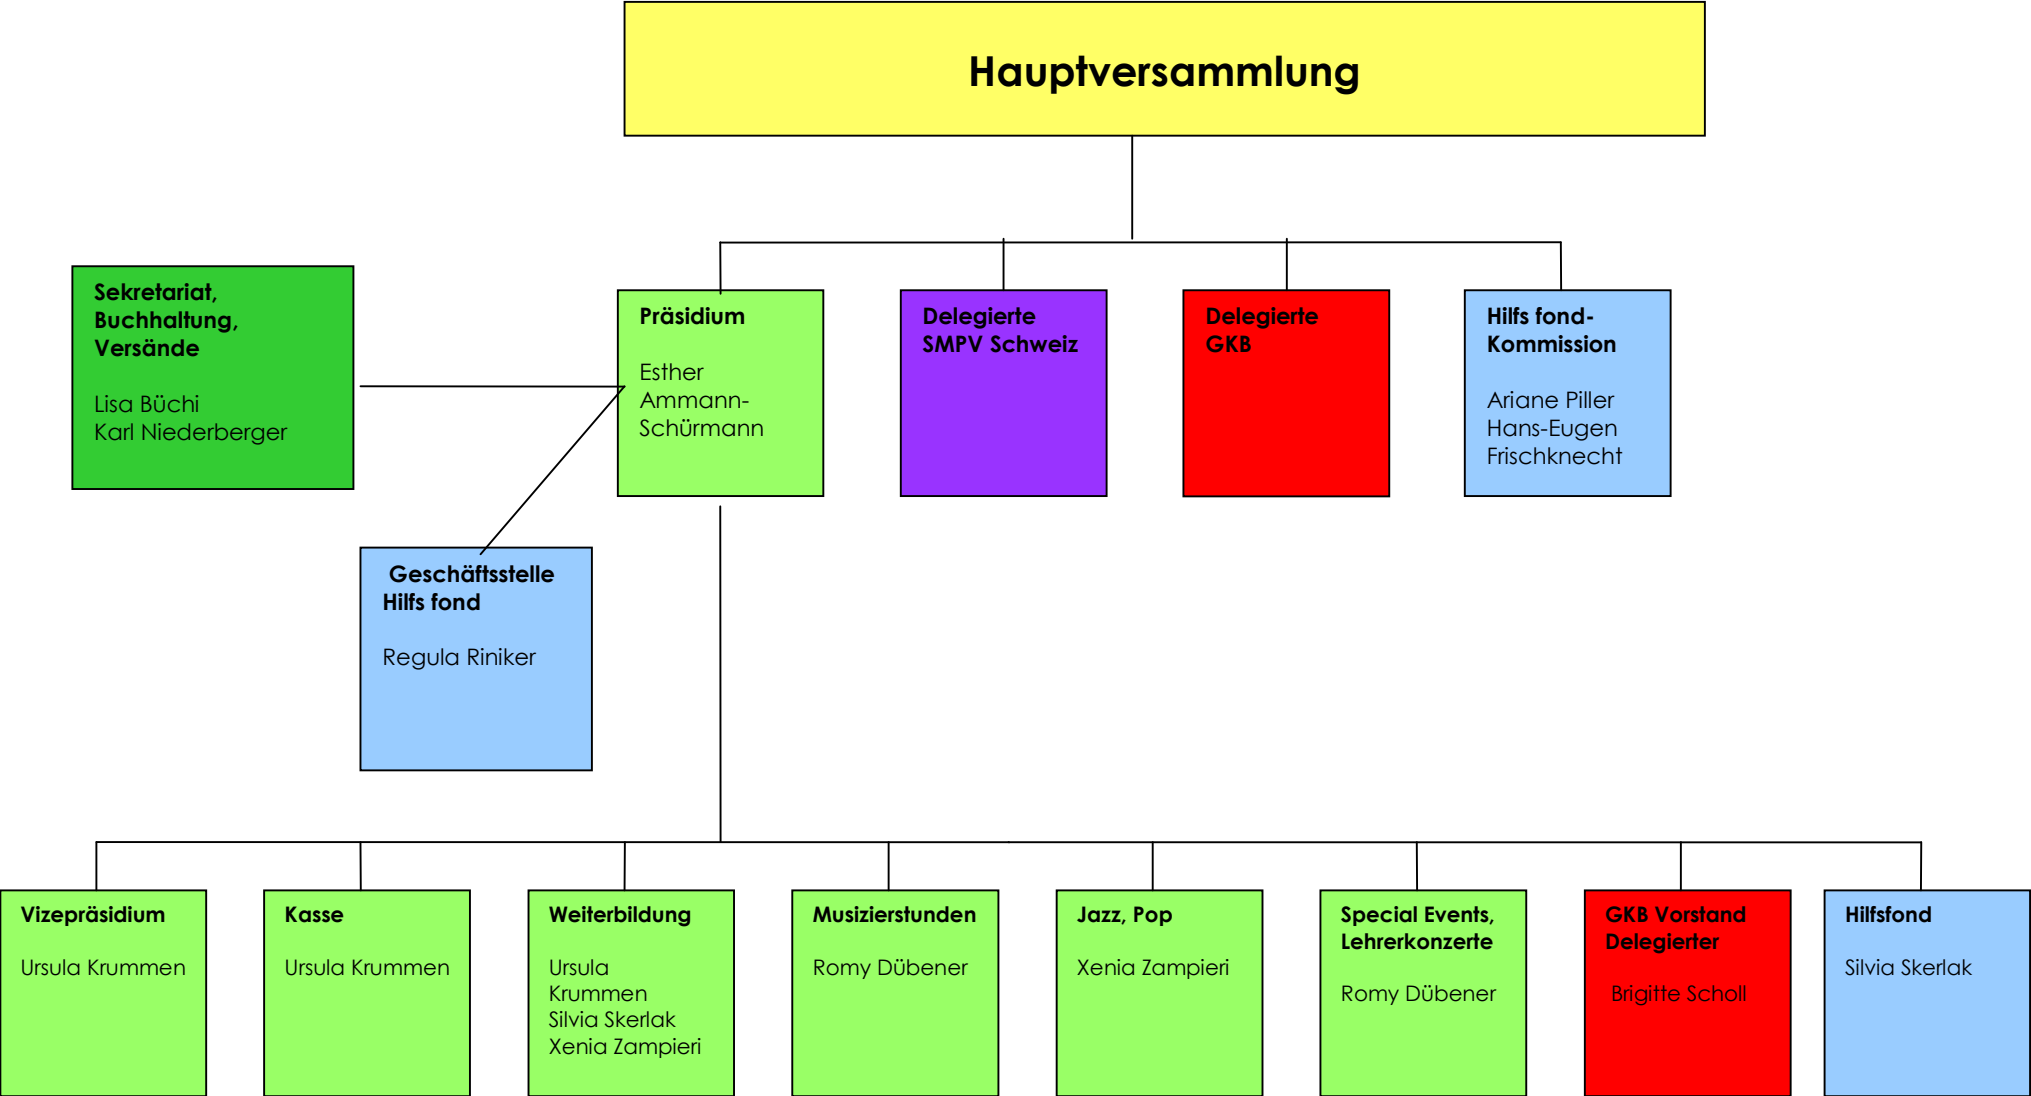 Hauptversammlung
Sekretariat,
Buchhaltung,
Versände
Lisa Büchi
Karl Niederberger
Präsidium
Esther
Ammann-
Schürmann
Delegierte
SMPV Schweiz
Delegierte
GKB
Hilfs fond-
Kommission
Ariane Piller
Hans-Eugen
Frischknecht
Geschäftsstelle
Hilfs fond
Regula Riniker
Vizepräsidium
Ursula Krummen
Kasse
Ursula Krummen
Weiterbildung
Ursula
Krummen
Silvia Skerlak
Xenia Zampieri
Musizierstunden
Romy Dübener
Jazz, Pop
Xenia Zampieri
Special Events,
Lehrerkonzerte
Romy Dübener
GKB Vorstand
Delegierter
Brigitte Scholl
Hilfsfond
Silvia Skerlak